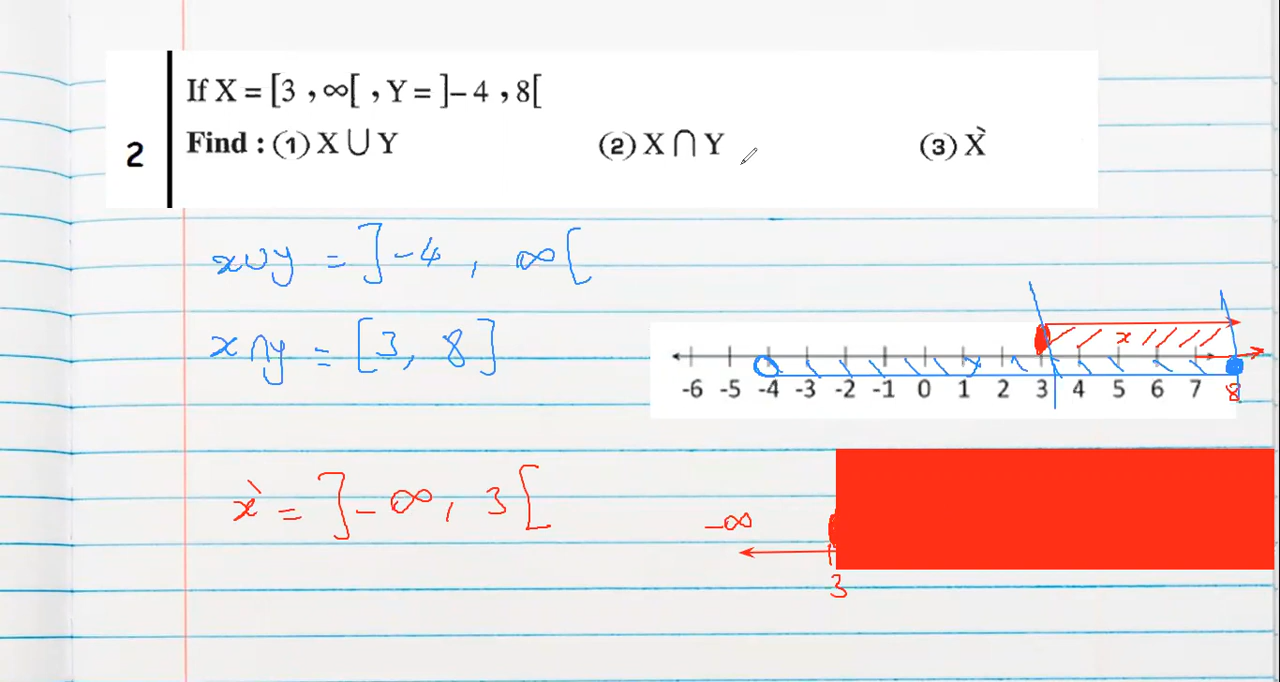 If X = [3 , ∞[ , Y = ]– 4 , 8[
2
Find : (1) X ∪ Y (2) X ∩ Y (3) X̀
x∪y = ]-4, ∞[
x∩y = [3, 8]
x
-6 -5 -4 -3 -2 -1 0 1 2 3 4 5 6 7 8
x̀ = ]-∞, 3[
-∞
3